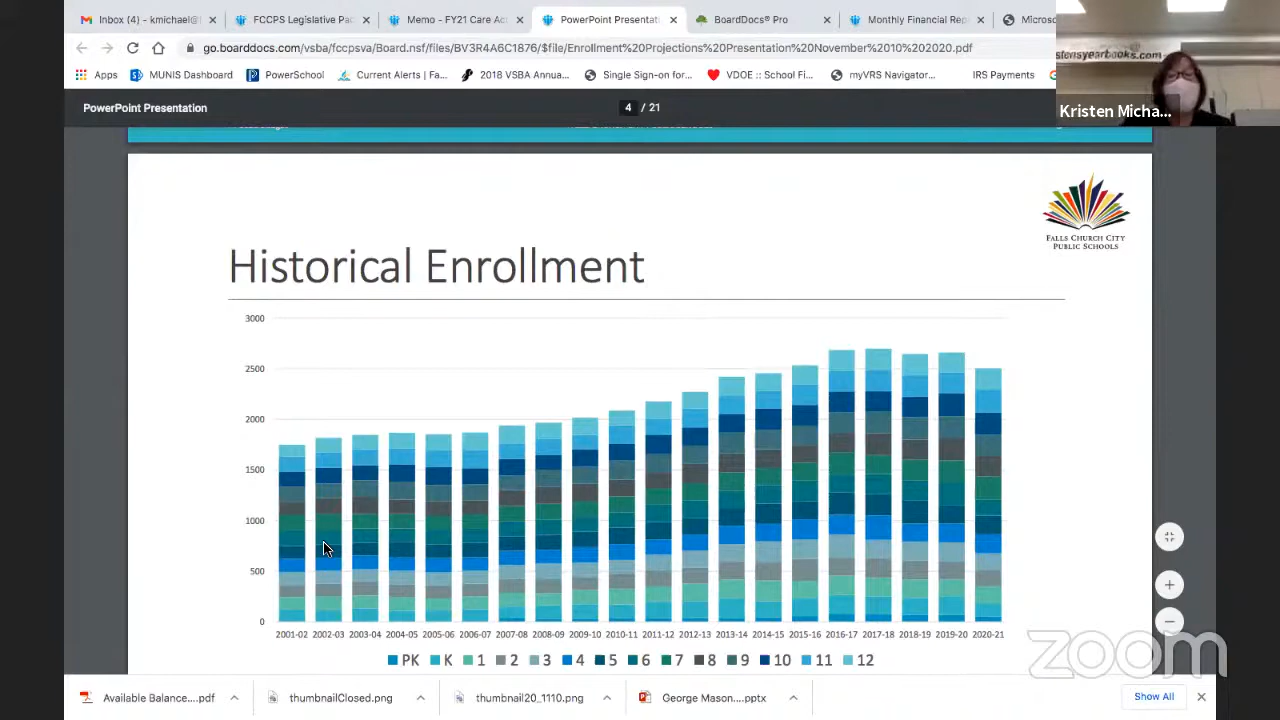 Inbox (4) - kmichael@
FCCPS Legislative Pa
Memo - FY21 Care Ac
PowerPoint Presentat
BoardDocs® Pro
Monthly Financial Rep
Microso
go.boarddocs.com/vsba/fccpsva/Board.nsf/files/BV3R4A6C1876/$file/Enrollment%20Projections%20Presentation%20November%2010%202020.pdf
Apps
MUNIS Dashboard
PowerSchool
Current Alerts | Fa...
2018 VSBA Annua...
Single Sign-on for...
VDOE :: School Fi...
myVRS Navigator...
IRS Payments
PowerPoint Presentation
4 / 21
Kristen Micha...
FALLS CHURCH CITY
PUBLIC SCHOOLS
Historical Enrollment
3000
2500
2000
1500
1000
500
0
2001-02 2002-03 2003-04 2004-05 2005-06 2006-07 2007-08 2008-09 2009-10 2010-11 2011-12 2012-13 2013-14 2014-15 2015-16 2016-17 2017-18 2018-19 2019-20 2020-21
PK K 1 2 3 4 5 6 7 8 9 10 11 12
zoom
Available Balance....pdf
thumbnailClosed.png
thumbnail20_1110.png
George Mason....pptx
Show All